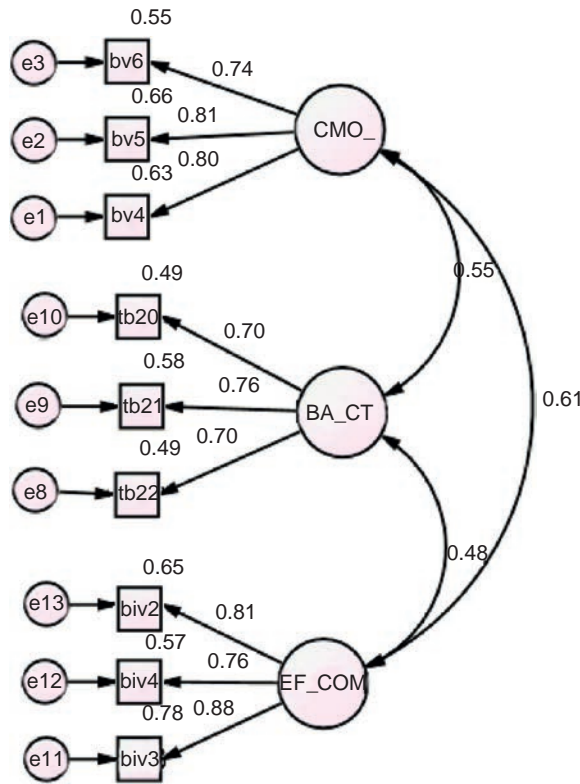 0.55
e3
bv6
0.74
0.66
CMO_
e2
bv5
0.81
0.80
0.63
e1
bv4
0.49
0.55
e10
tb20
0.70
0.58
0.76
e9
tb21
BA_CT
0.61
0.49
0.70
e8
tb22
0.48
0.65
e13
biv2
0.81
0.57
0.76
e12
biv4
EF_COM
0.78
0.88
e11
biv3